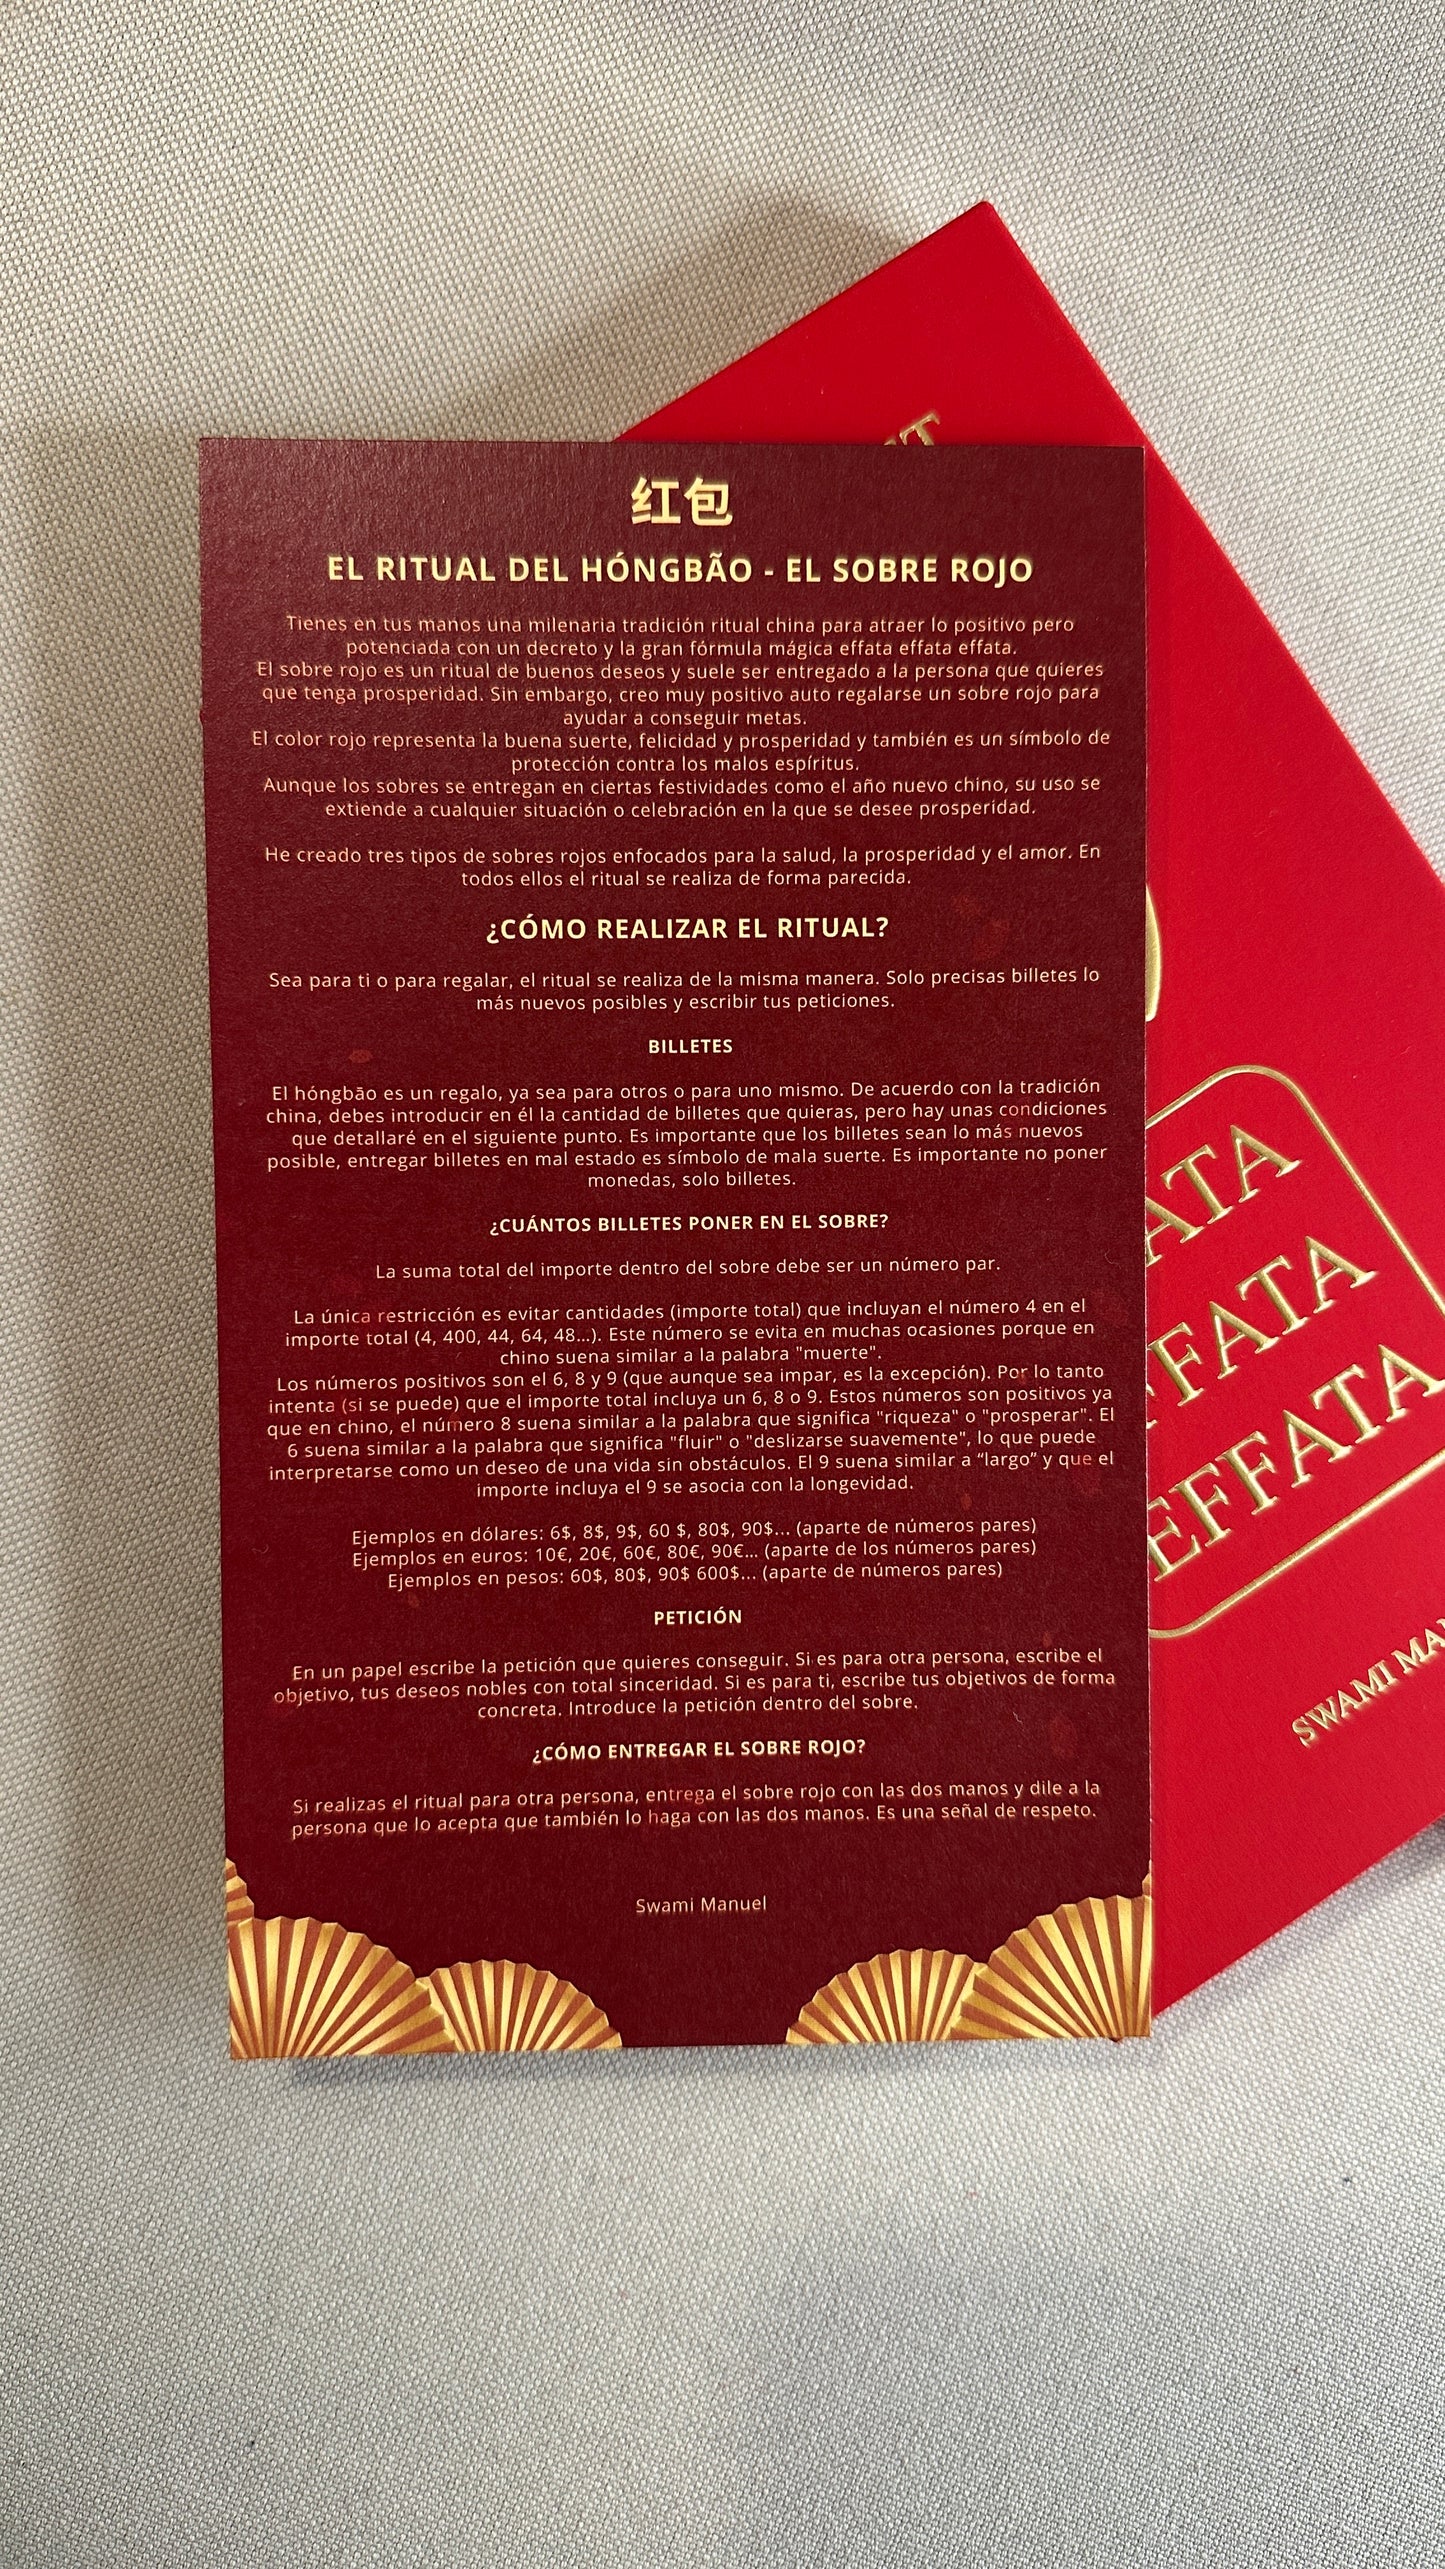 红包
EL RITUAL DEL HÓNGBÃO - EL SOBRE ROJO
Tienes en tus manos una milenaria tradición ritual china para atraer lo positivo pero
potenciada con un decreto y la gran fórmula mágica effata effata effata.
El sobre rojo es un ritual de buenos deseos y suele ser entregado a la persona que quieres
que tenga prosperidad. Sin embargo, creo muy positivo auto regalarse un sobre rojo para
ayudar a conseguir metas.
El color rojo representa la buena suerte, felicidad y prosperidad y también es un símbolo de
protección contra los malos espíritus.
Aunque los sobres se entregan en ciertas festividades como el año nuevo chino, su uso se
extiende a cualquier situación o celebración en la que se desee prosperidad.
He creado tres tipos de sobres rojos enfocados para la salud, la prosperidad y el amor. En
todos ellos el ritual se realiza de forma parecida.
¿CÓMO REALIZAR EL RITUAL?
Sea para ti o para regalar, el ritual se realiza de la misma manera. Solo precisas billetes lo
más nuevos posibles y escribir tus peticiones.
BILLETES
El hóngbāo es un regalo, ya sea para otros o para uno mismo. De acuerdo con la tradición
china, debes introducir en él la cantidad de billetes que quieras, pero hay unas condiciones
que detallaré en el siguiente punto. Es importante que los billetes sean lo más nuevos
posible, entregar billetes en mal estado es símbolo de mala suerte. Es importante no poner
monedas, solo billetes.
¿CUÁNTOS BILLETES PONER EN EL SOBRE?
La suma total del importe dentro del sobre debe ser un número par.
La única restricción es evitar cantidades (importe total) que incluyan el número 4 en el
importe total (4, 400, 44, 64, 48...). Este número se evita en muchas ocasiones porque en
chino suena similar a la palabra "muerte".
Los números positivos son el 6, 8 y 9 (que aunque sea impar, es la excepción). Por lo tanto
intenta (si se puede) que el importe total incluya un 6, 8 o 9. Estos números son positivos ya
que en chino, el número 8 suena similar a la palabra que significa "riqueza" o "prosperar". El
6 suena similar a la palabra que significa "fluir" o "deslizarse suavemente", lo que puede
interpretarse como un deseo de una vida sin obstáculos. El 9 suena similar a “largo” y que el
importe incluya el 9 se asocia con la longevidad.
Ejemplos en dólares: 6$, 8$, 9$, 60 $, 80$, 90$... (aparte de números pares)
Ejemplos en euros: 10€, 20€, 60€, 80€, 90€... (aparte de los números pares)
Ejemplos en pesos: 60$, 80$, 90$ 600$... (aparte de números pares)
PETICIÓN
En un papel escribe la petición que quieres conseguir. Si es para otra persona, escribe el
objetivo, tus deseos nobles con total sinceridad. Si es para ti, escribe tus objetivos de forma
concreta. Introduce la petición dentro del sobre.
¿CÓMO ENTREGAR EL SOBRE ROJO?
Si realizas el ritual para otra persona, entrega el sobre rojo con las dos manos y dile a la
persona que lo acepta que también lo haga con las dos manos. Es una señal de respeto.
Swami Manuel
ATA
FFATA
EFFATA
SWAMI MA